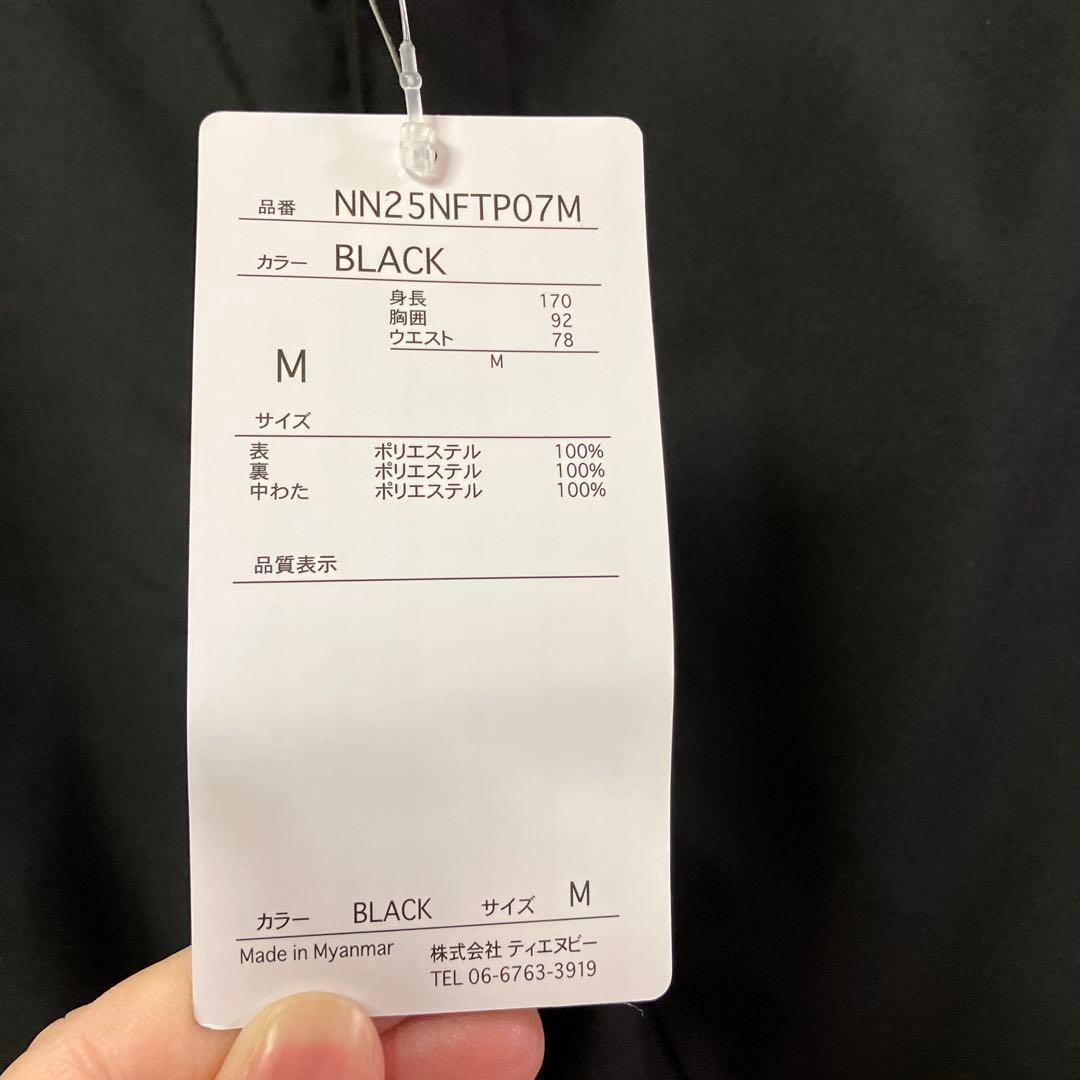 品番 NN25NFTP07M
カラー BLACK
身長 170
胸囲 92
ウエスト 78
M
M
サイズ
表 ポリエステル 100%
裏 ポリエステル 100%
中わた ポリエステル 100%
品質表示
カラー BLACK サイズ M
Made in Myanmar 株式会社 ティエヌビー
TEL 06-6763-3919